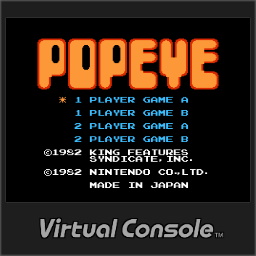 POPEYE
* 1 PLAYER GAME A
1 PLAYER GAME B
2 PLAYER GAME A
2 PLAYER GAME B
©1982 KING FEATURES
SYNDICATE, INC.
©1982 NINTENDO CO.,LTD.
MADE IN JAPAN
Virtual Console™